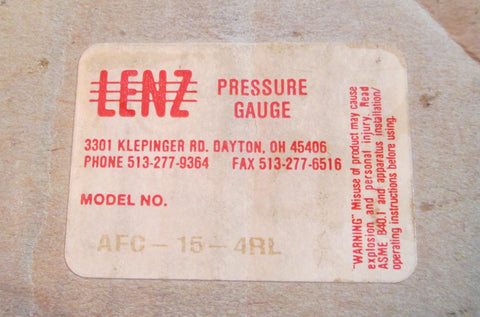 LENZ
PRESSURE
GAUGE
3301 KLEPINGER RD. DAYTON, OH 45406
PHONE 513-277-9364 FAX 513-277-6516
MODEL NO.
AFC-15-4RL
"WARNING" Misuse of product may cause
explosion and personal injury. Read
ASME B40.1 and apparatus installation/
operating instructions before using.